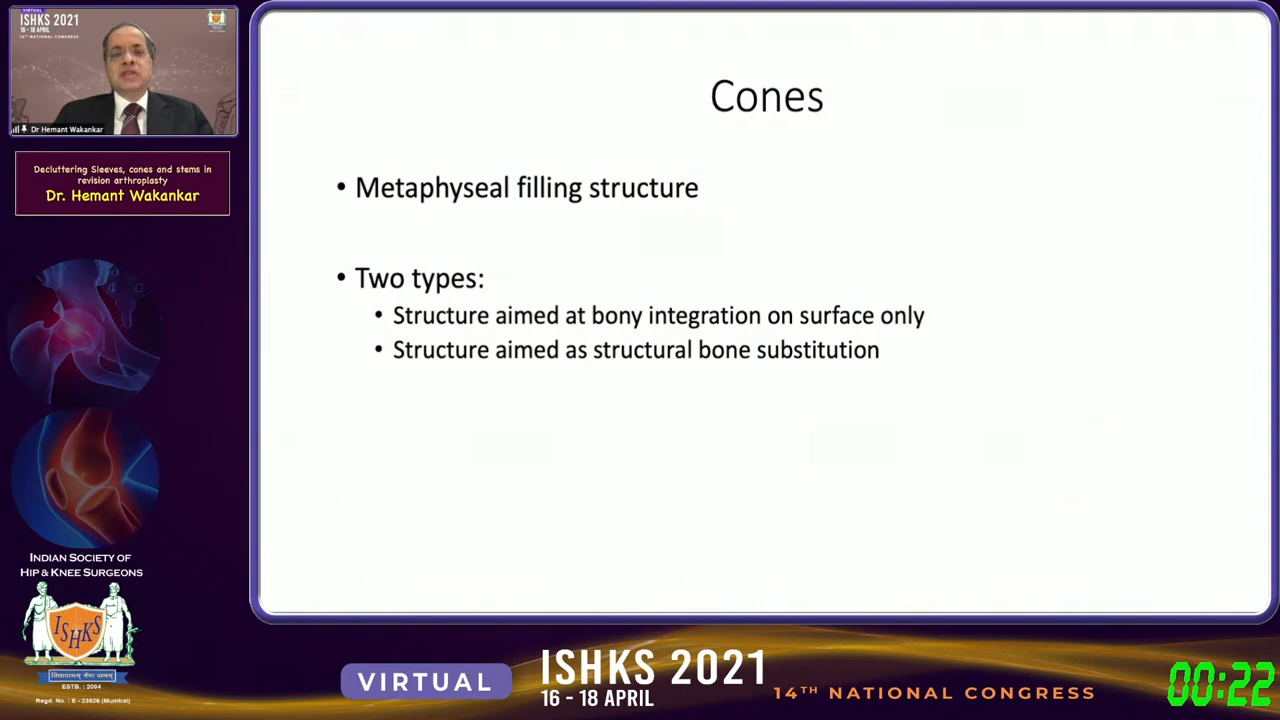 VIRTUAL
ISHKS 2021
16 - 18 APRIL
14TH NATIONAL CONGRESS
Dr Hemant Wakankar
Decluttering Sleeves, cones and stems in
revision arthroplasty
Dr. Hemant Wakankar
INDIAN SOCIETY OF
HIP & KNEE SURGEONS
ISHKS
ESTB. : 2004
Regd. No. : E - 23526 (Mumbai)
Cones
• Metaphyseal filling structure
• Two types:
• Structure aimed at bony integration on surface only
• Structure aimed as structural bone substitution
VIRTUAL
ISHKS 2021
16 - 18 APRIL
14TH NATIONAL CONGRESS
00:22